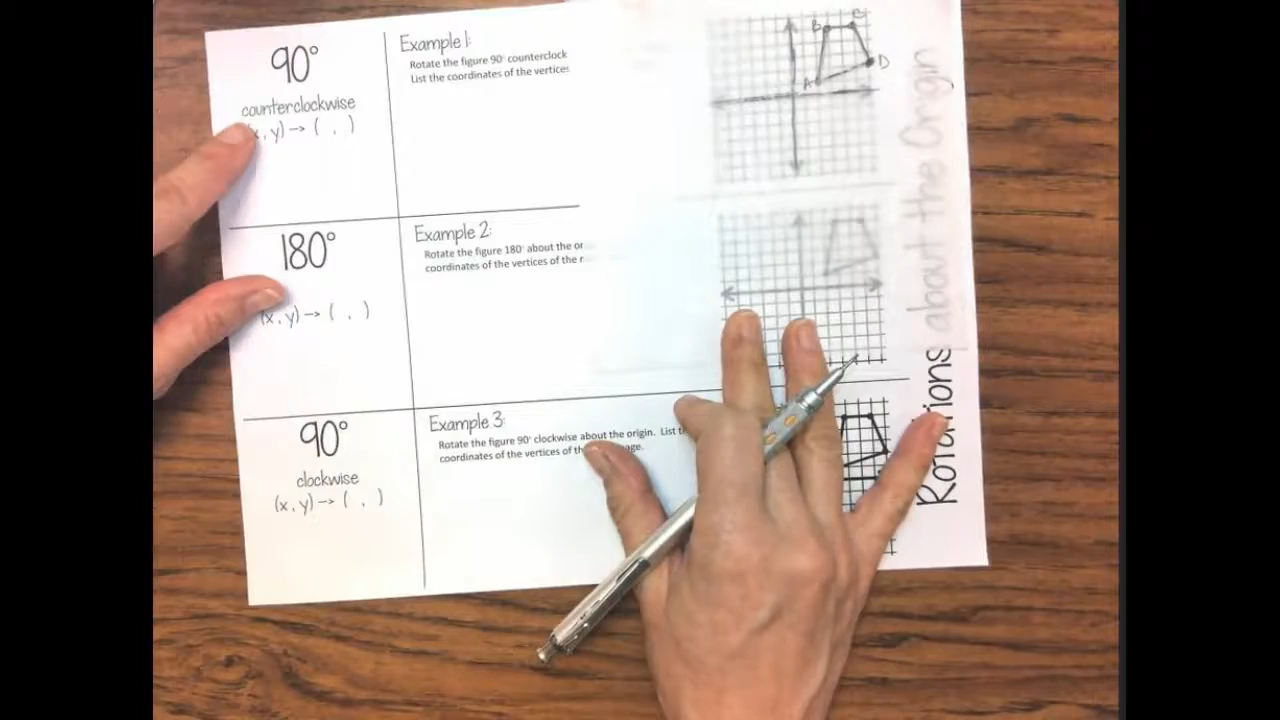 90°
counterclockwise
x, y) → ( , )
Example 1:
Rotate the figure 90° counterclock
List the coordinates of the vertices
B
C
D
A
180°
(x, y) → ( , )
Example 2:
Rotate the figure 180° about the or
coordinates of the vertices of the r
90°
clockwise
(x, y) → ( , )
Example 3:
Rotate the figure 90° clockwise about the origin. List
coordinates of the vertices of
Rotations about the Origin